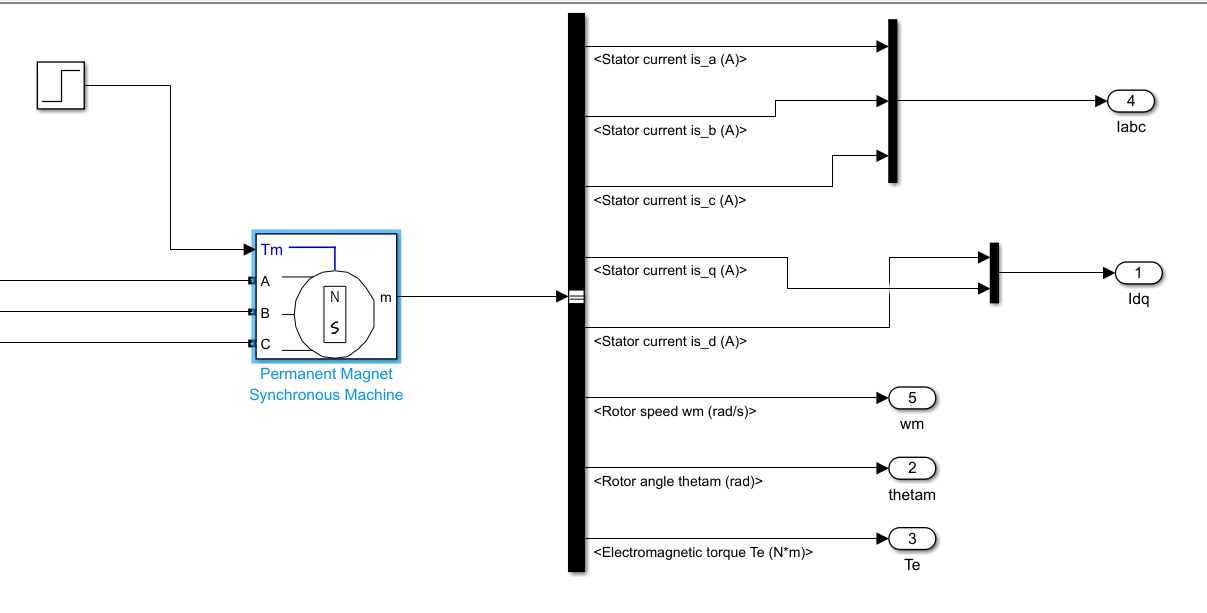 <Stator current is_a (A)>
4
Iabc
<Stator current is_b (A)>
<Stator current is_c (A)>
Tm
A
B
C
N
S
m
Permanent Magnet
Synchronous Machine
<Stator current is_q (A)>
1
Idq
<Stator current is_d (A)>
5
<Rotor speed wm (rad/s)>
wm
2
<Rotor angle thetam (rad)>
thetam
3
<Electromagnetic torque Te (N*m)>
Te